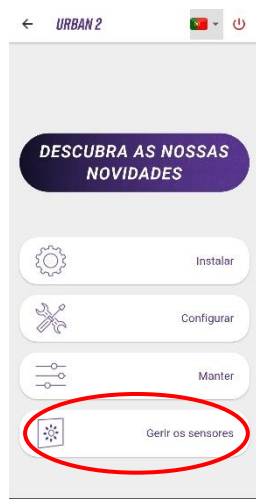 URBAN 2
DESCUBRA AS NOSSAS
NOVIDADES
Instalar
Configurar
Manter
Gerir os sensores